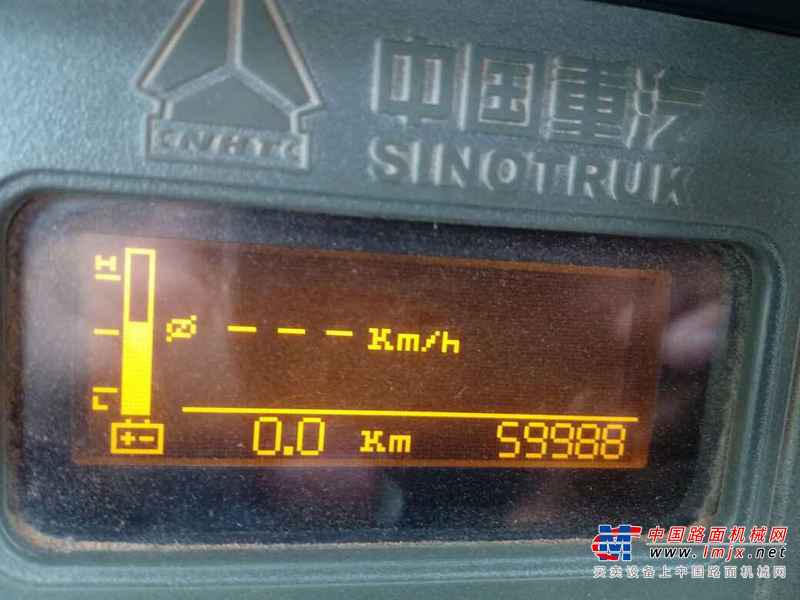 CNHTC
中国重汽
SINOTRUK
H
--- Km/h
0.0 Km 59988
中国路面机械网
www.lmjx.net
买卖设备上中国路面机械网